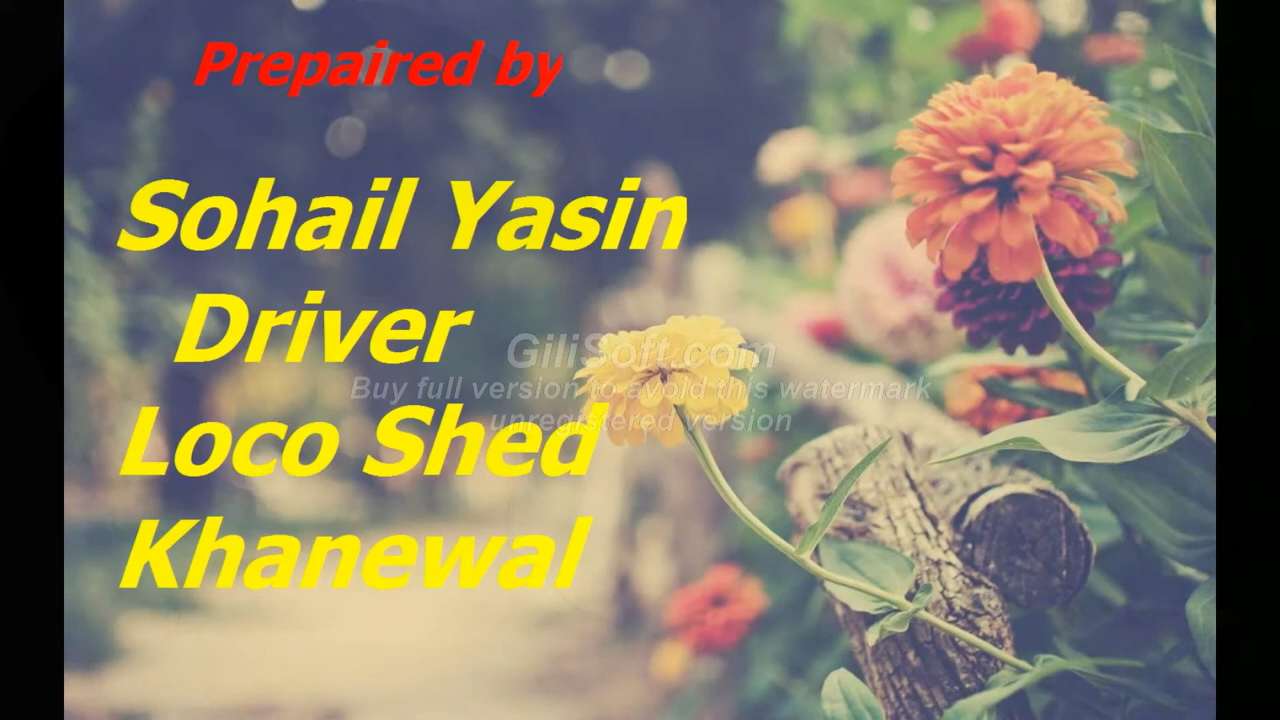 Prepaired by
Sohail Yasin
Driver
GiliSoft.com
Buy full version to avoid this watermark
unregistered version
Loco Shed
Khanewal